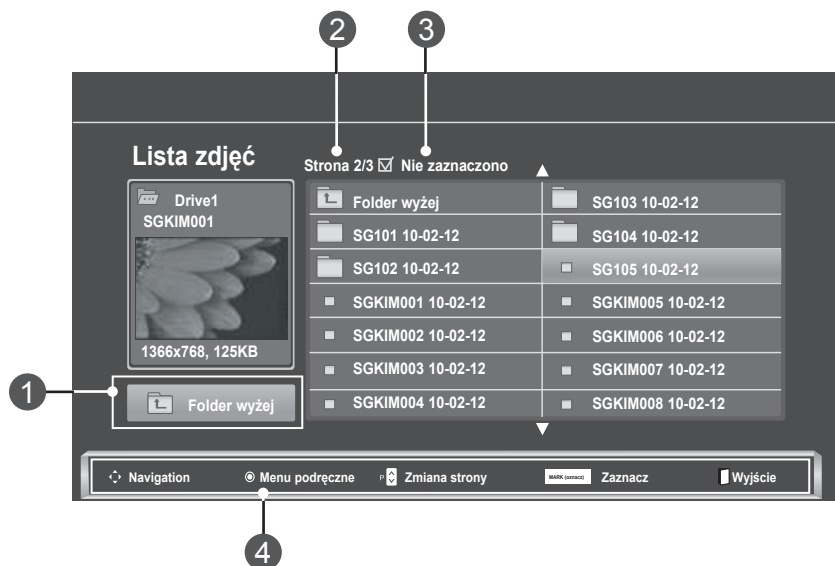 2 3
Lista zdjęć
Strona 2/3 Nie zaznaczono
Drive1
SGKIM001
1366x768, 125KB
1 Folder wyżej
Folder wyżej SG103 10-02-12
SG101 10-02-12 SG104 10-02-12
SG102 10-02-12 SG105 10-02-12
SGKIM001 10-02-12 SGKIM005 10-02-12
SGKIM002 10-02-12 SGKIM006 10-02-12
SGKIM003 10-02-12 SGKIM007 10-02-12
SGKIM004 10-02-12 SGKIM008 10-02-12
Navigation Menu podręczne P Zmiana strony MARK (oznacz) Zaznacz Wyjście
4